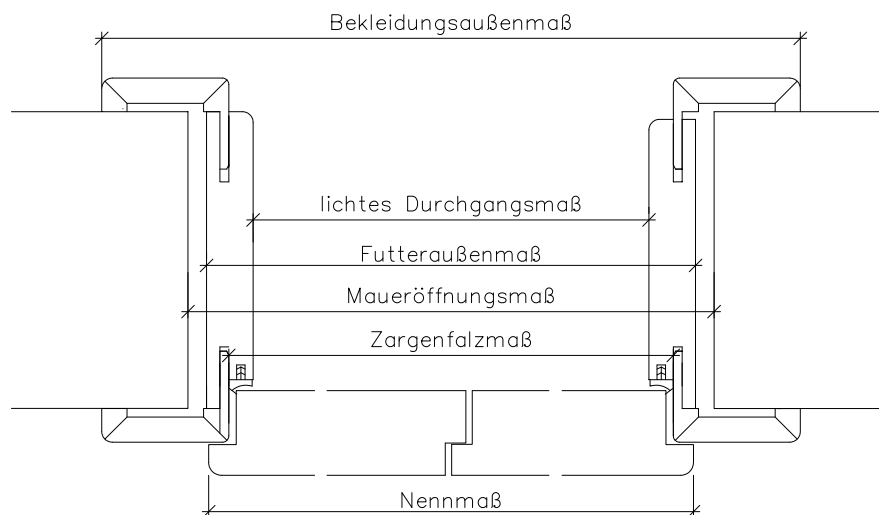 Bekleidungsaußenmaß
lichtes Durchgangsmaß
Futteraußenmaß
Maueröffnungsmaß
Zargenfalzmaß
Nennmaß